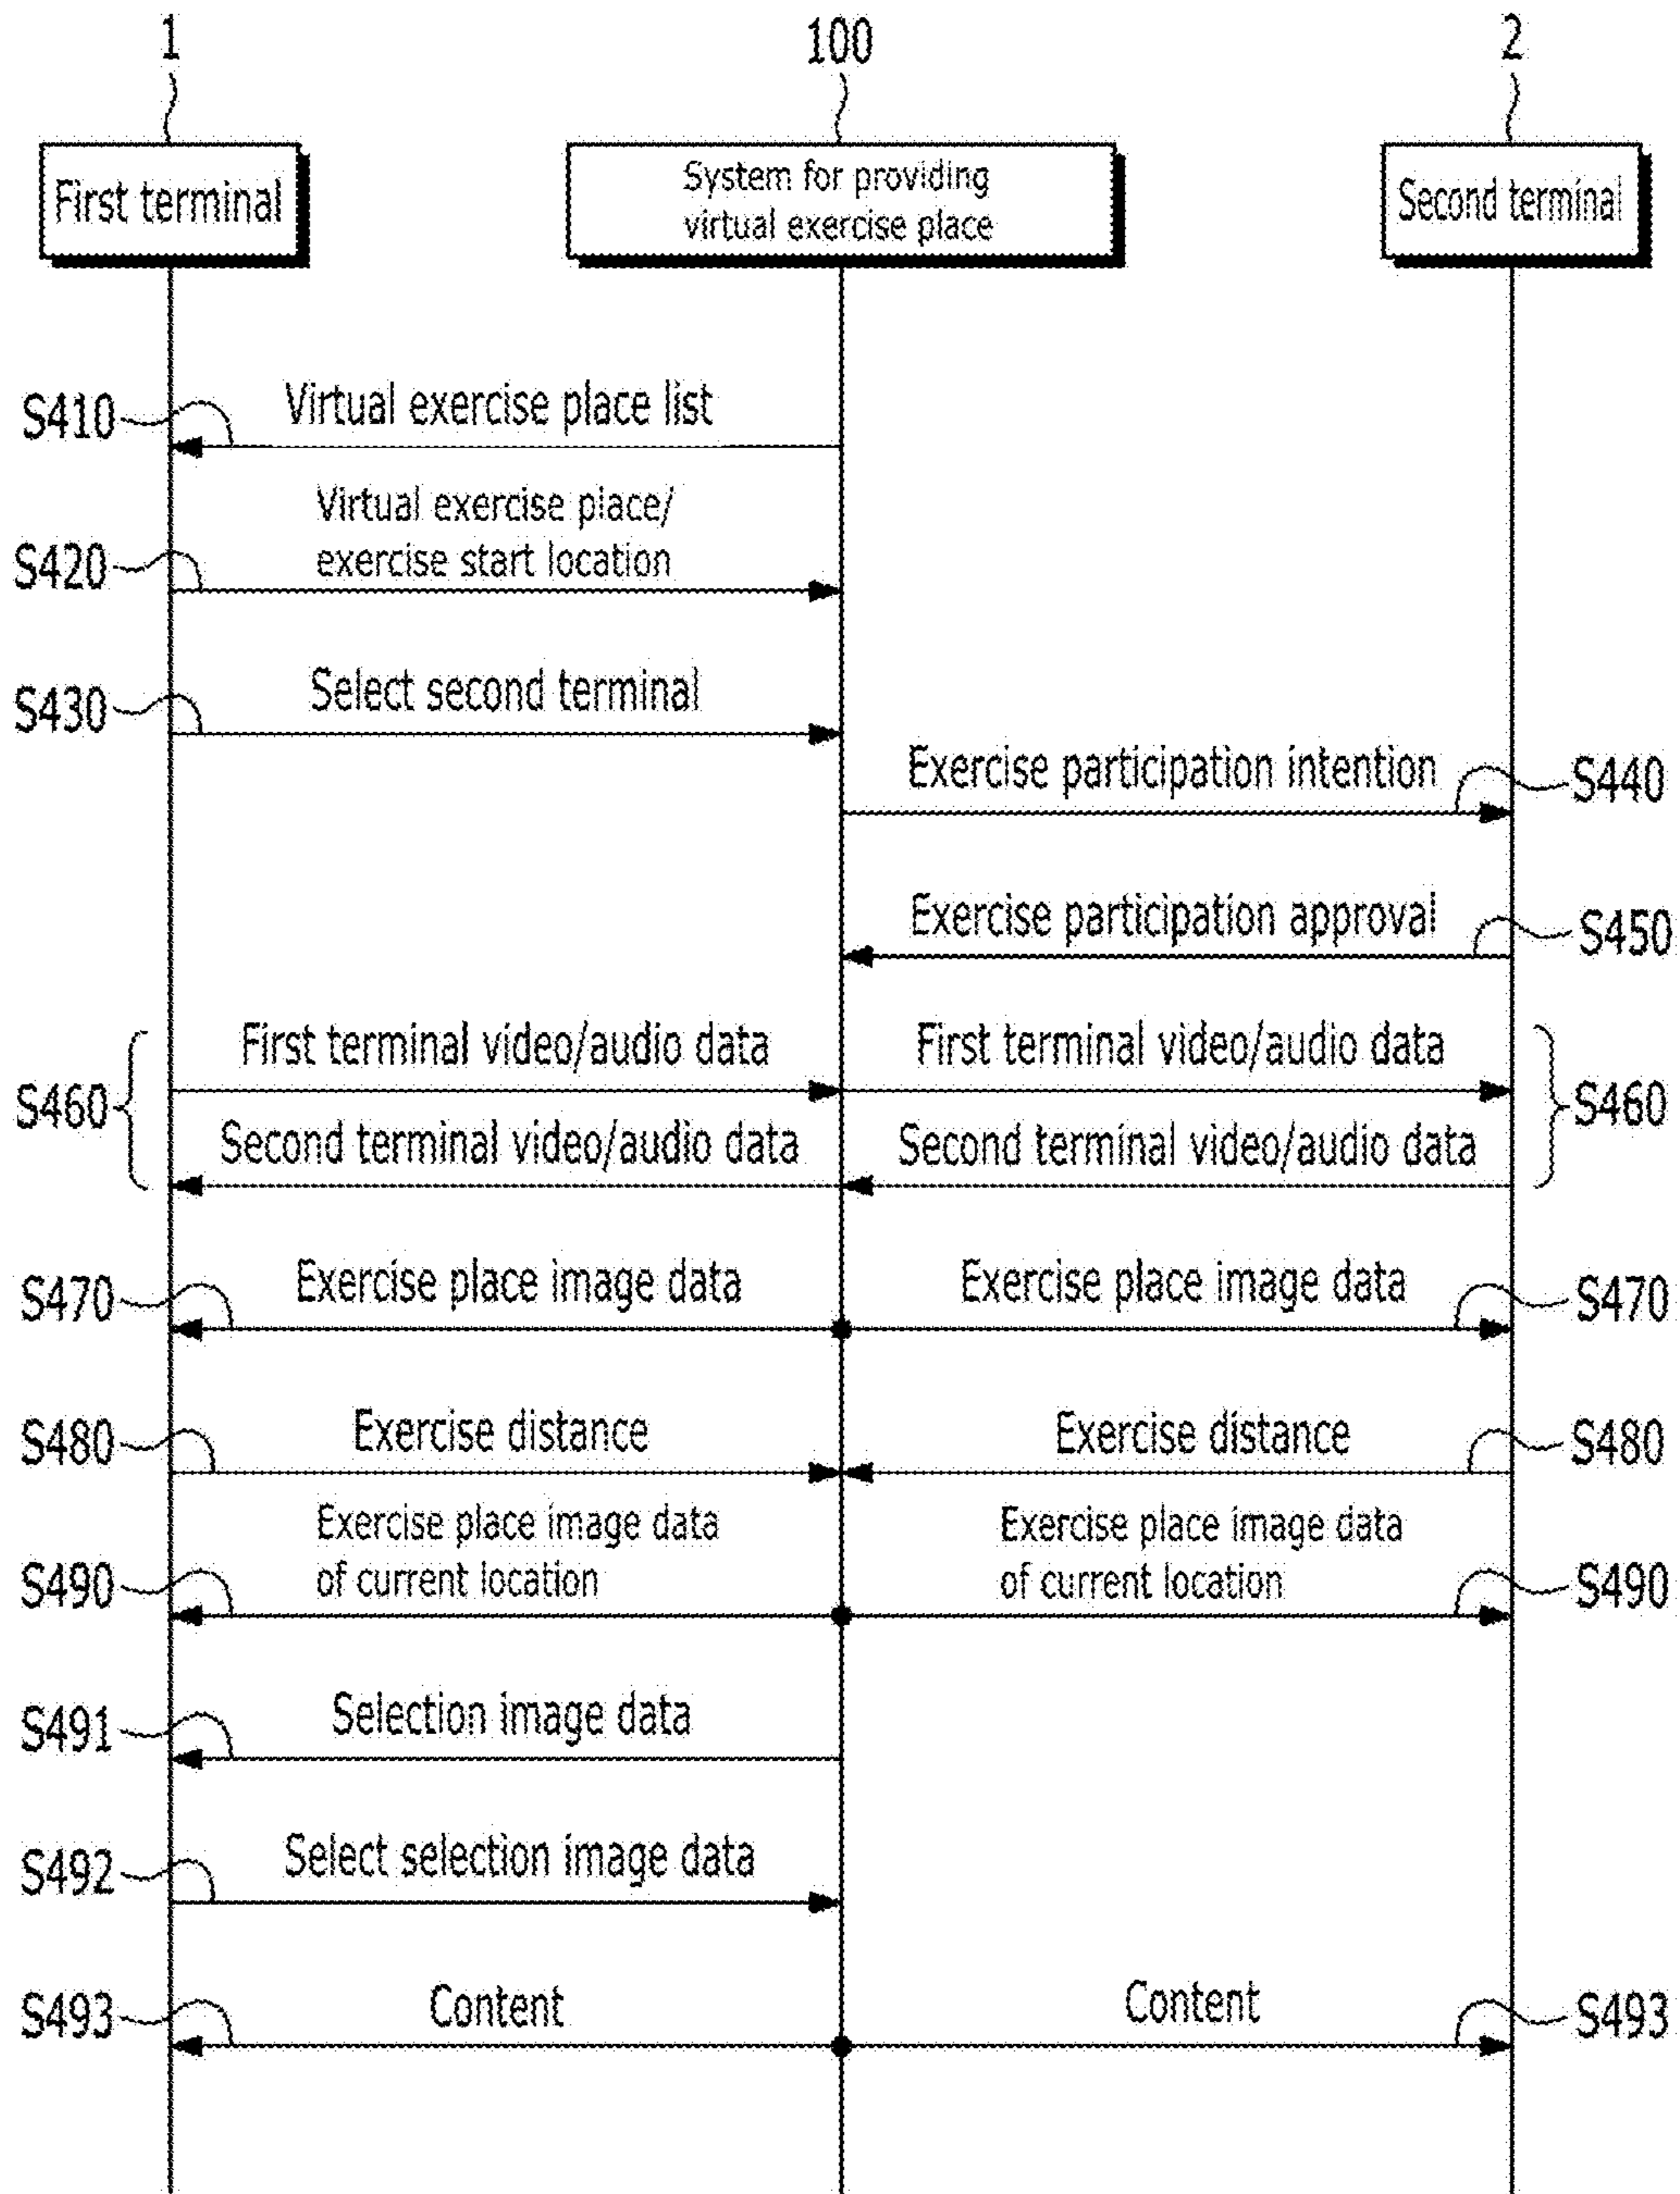 1
100
2
First terminal
System for providing
virtual exercise place
Second terminal
S410
Virtual exercise place list
S420
Virtual exercise place/
exercise start location
S430
Select second terminal
Exercise participation intention
S440
Exercise participation approval
S450
First terminal video/audio data
First terminal video/audio data
S460
S460
Second terminal video/audio data
Second terminal video/audio data
S470
Exercise place image data
Exercise place image data
S470
S480
Exercise distance
Exercise distance
S480
S490
Exercise place image data
of current location
Exercise place image data
of current location
S490
S491
Selection image data
S492
Select selection image data
S493
Content
Content
S493